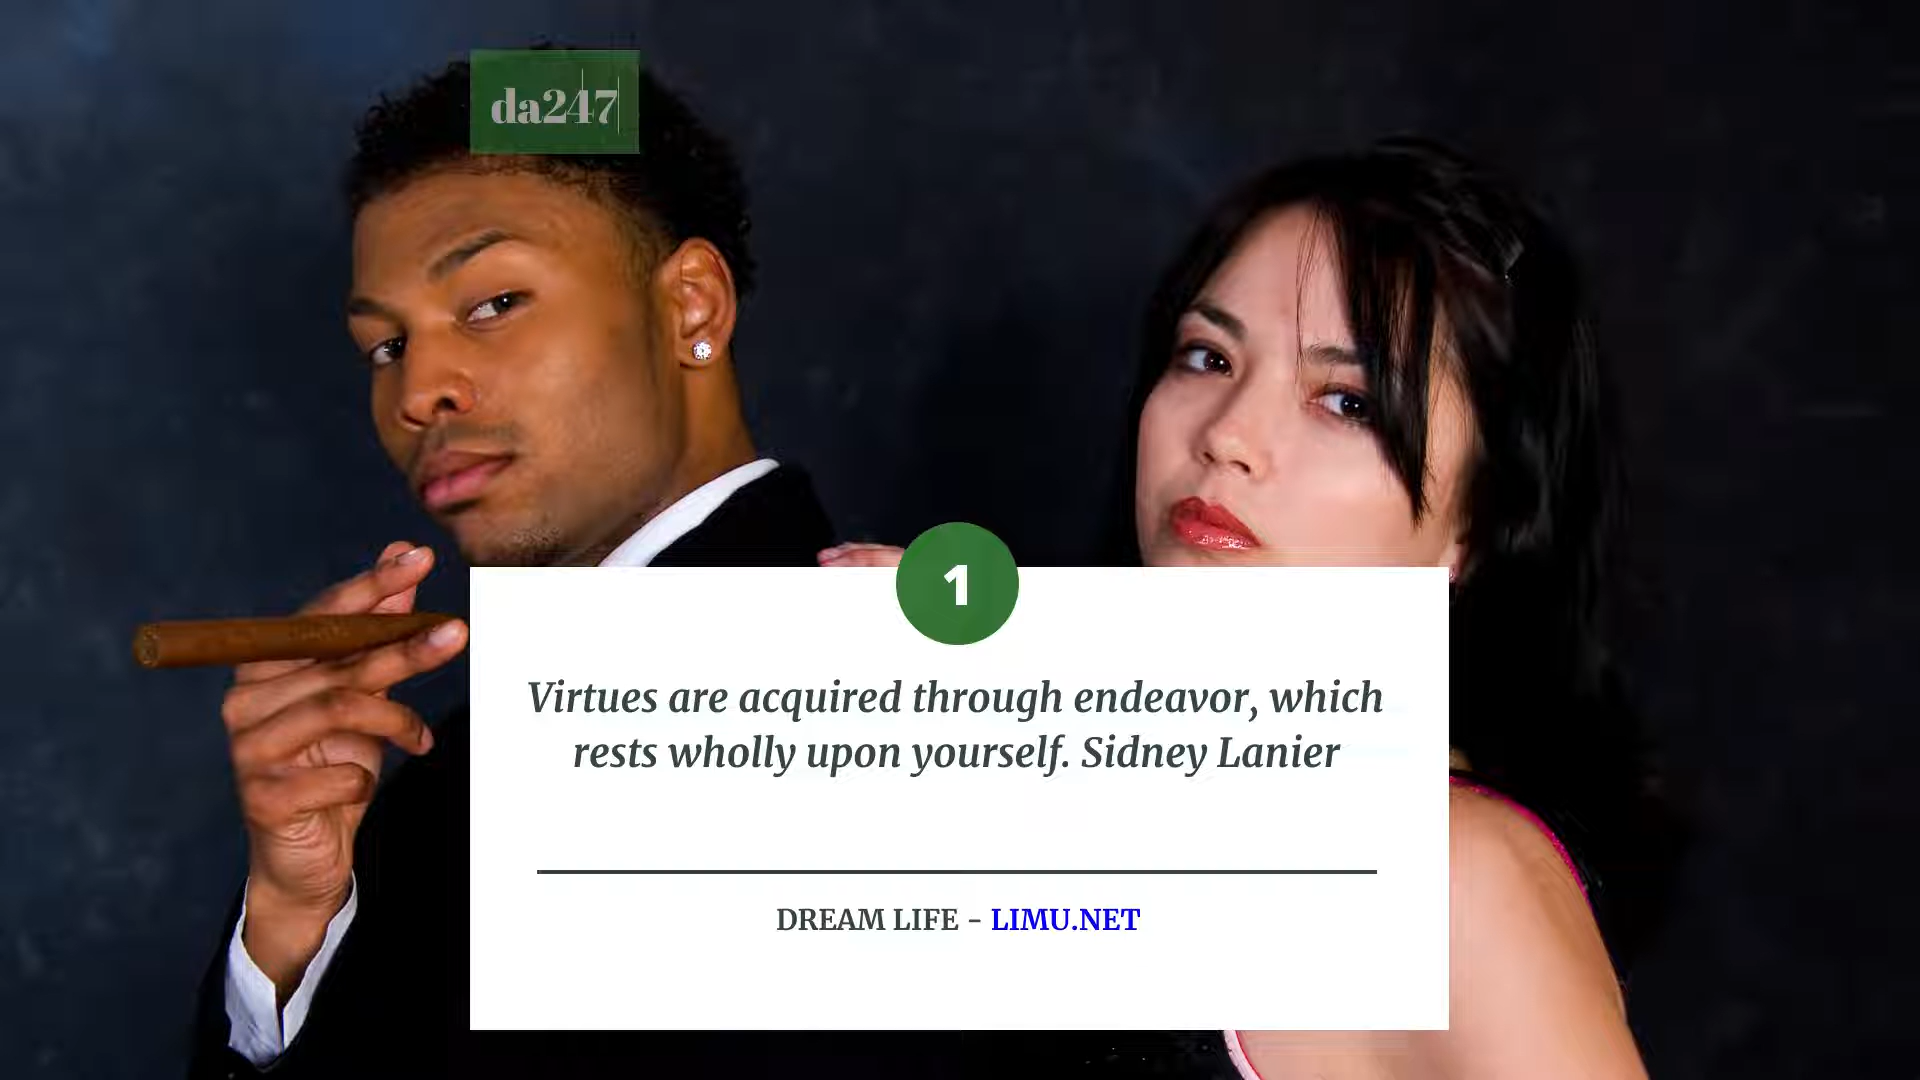 da247
1
Virtues are acquired through endeavor, which
rests wholly upon yourself. Sidney Lanier
DREAM LIFE - LIMU.NET